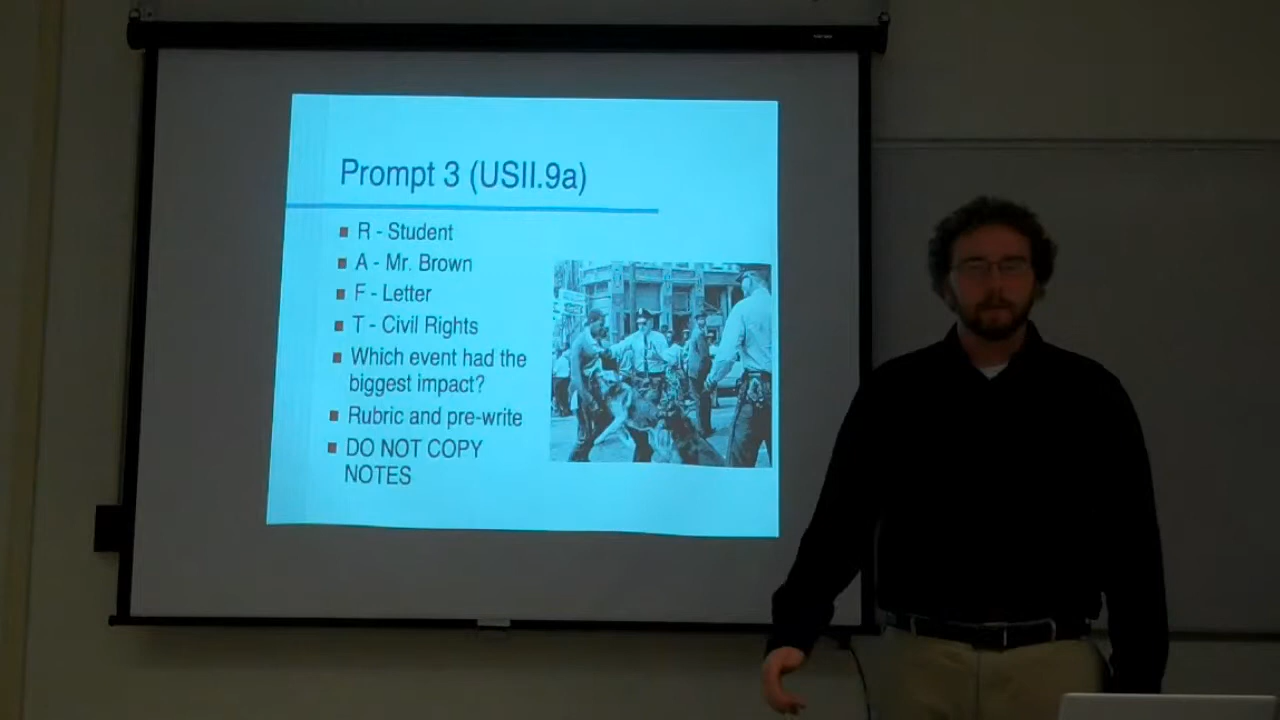 Prompt 3 (USII.9a)
R - Student
A - Mr. Brown
F - Letter
T - Civil Rights
Which event had the
biggest impact?
Rubric and pre-write
DO NOT COPY
NOTES